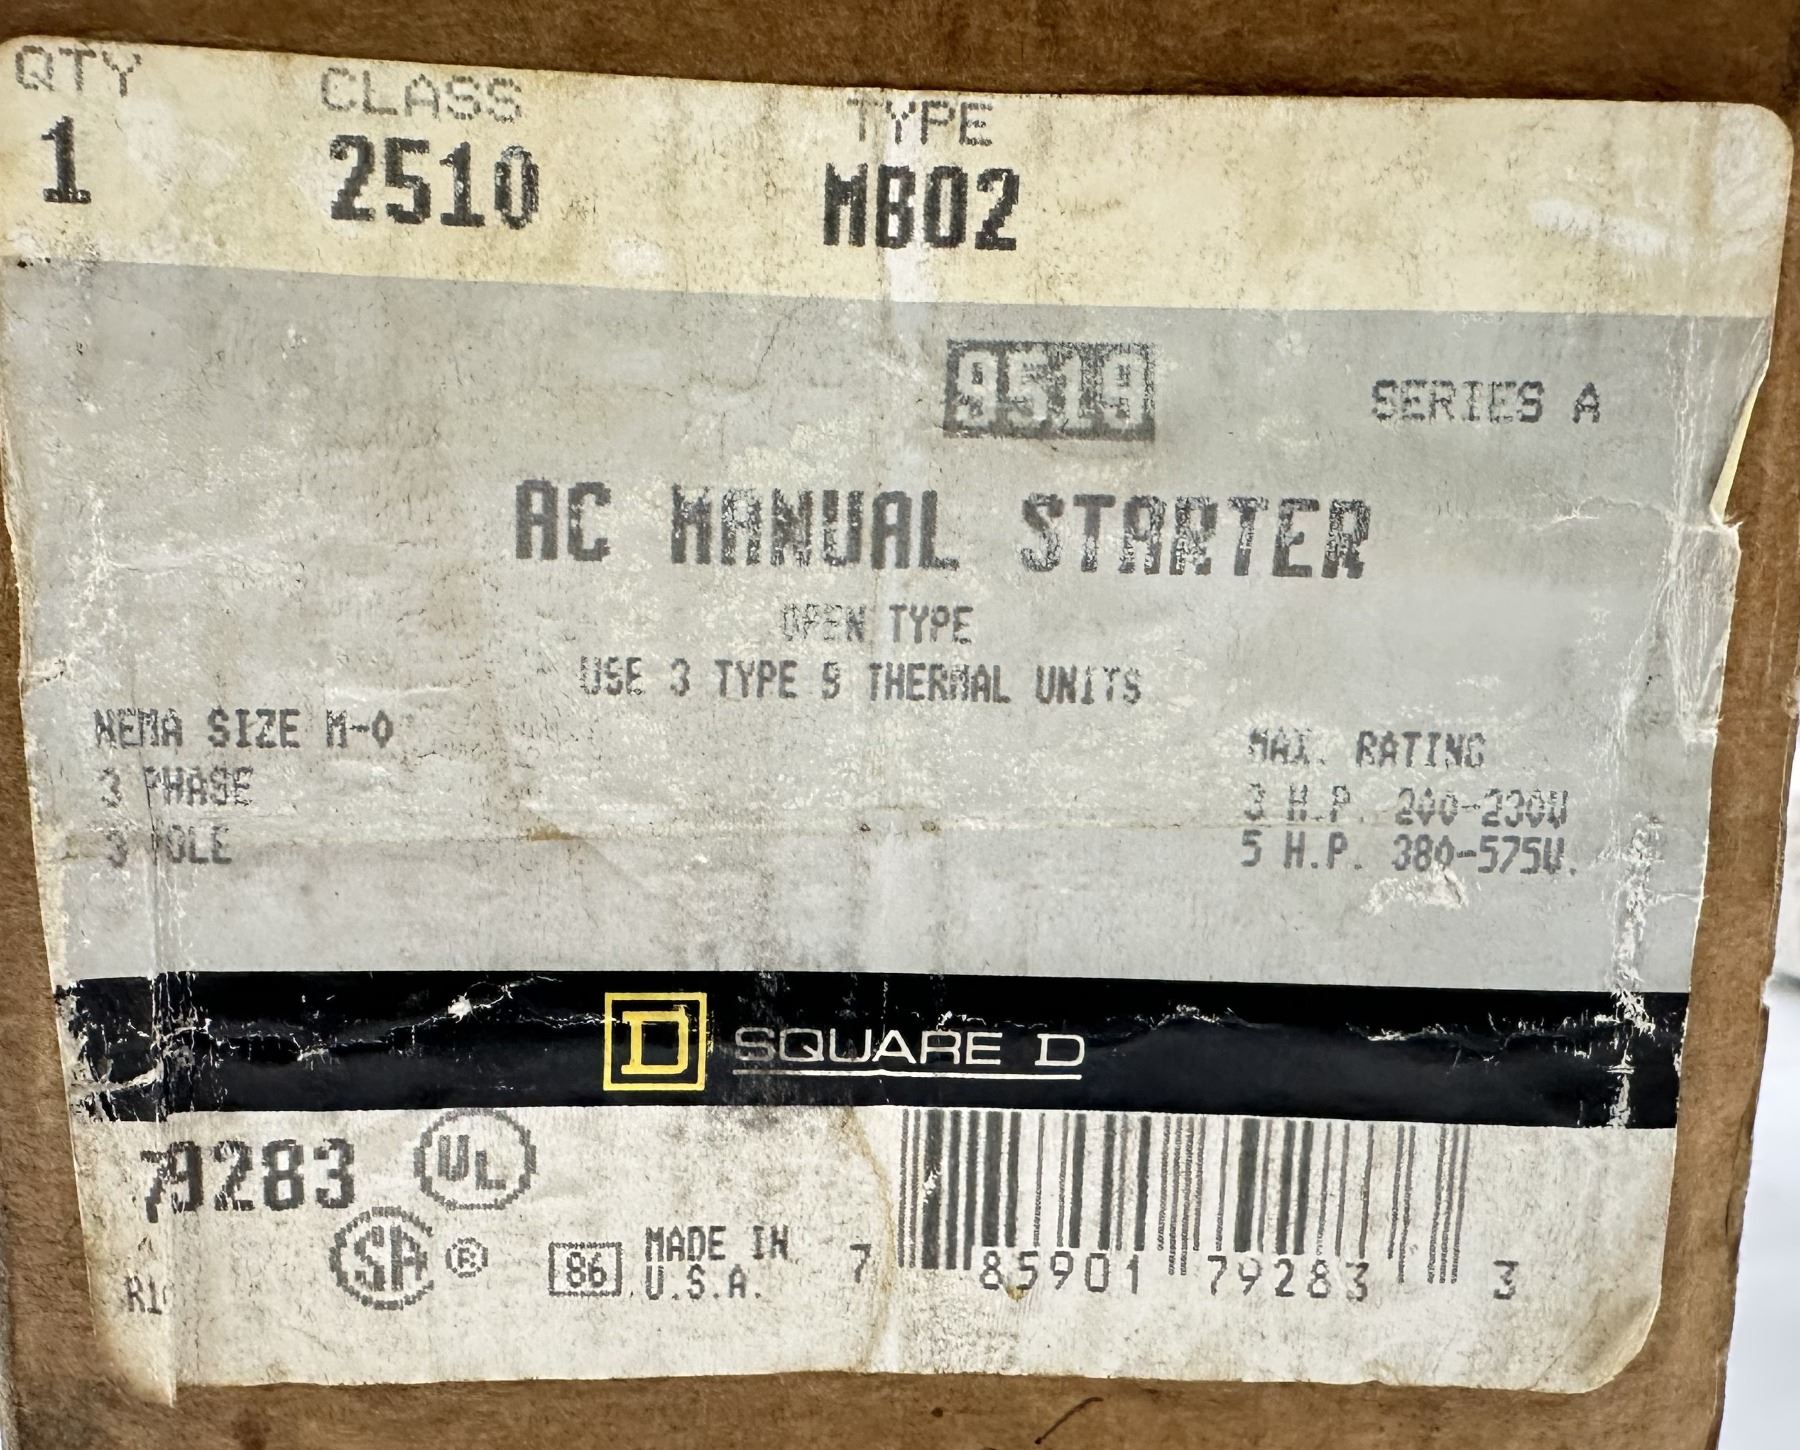 QTY CLASS TYPE
1 2510 MBO2
9519 SERIES A
AC MANUAL STARTER
OPEN TYPE
USE 3 TYPE B THERMAL UNITS
NEMA SIZE M-0
3 PHASE
3 POLE
MAX. RATING
3 H.P. 200-230V
5 H.P. 380-575V.
D SQUARE D
79283 UL
SA ®
86 MADE IN
U.S.A.
7 85901 79283 3